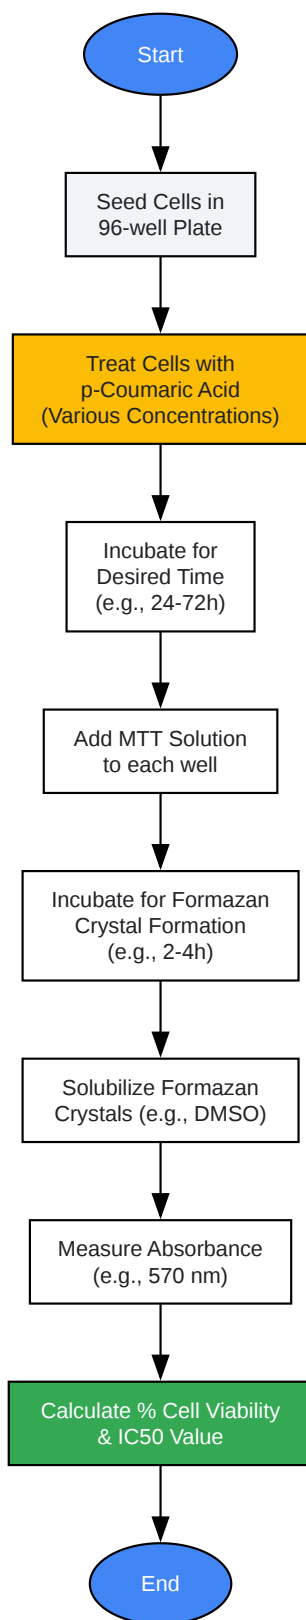 Start
Seed Cells in
96-well Plate
Treat Cells with
p-Coumaric Acid
(Various Concentrations)
Incubate for
Desired Time
(e.g., 24-72h)
Add MTT Solution
to each well
Incubate for Formazan
Crystal Formation
(e.g., 2-4h)
Solubilize Formazan
Crystals (e.g., DMSO)
Measure Absorbance
(e.g., 570 nm)
Calculate % Cell Viability
& IC50 Value
End